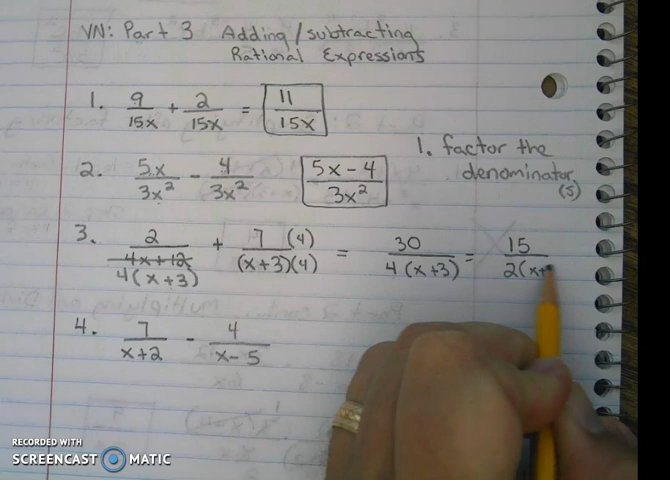 VN: Part 3 Adding/subtracting
Rational Expressions
1. 9/15x + 2/15x = 11/15x
1. factor the
denominator
(s)
2. 5x/3x² - 4/3x² 5x - 4/3x²
3. 2/4x+12 + 7(4)/(x+3)(4) = 30/4(x+3) = 15/2(x+
4(x+3)
4. 7/x+2 - 4/x-5
RECORDED WITH
SCREENCAST MATIC